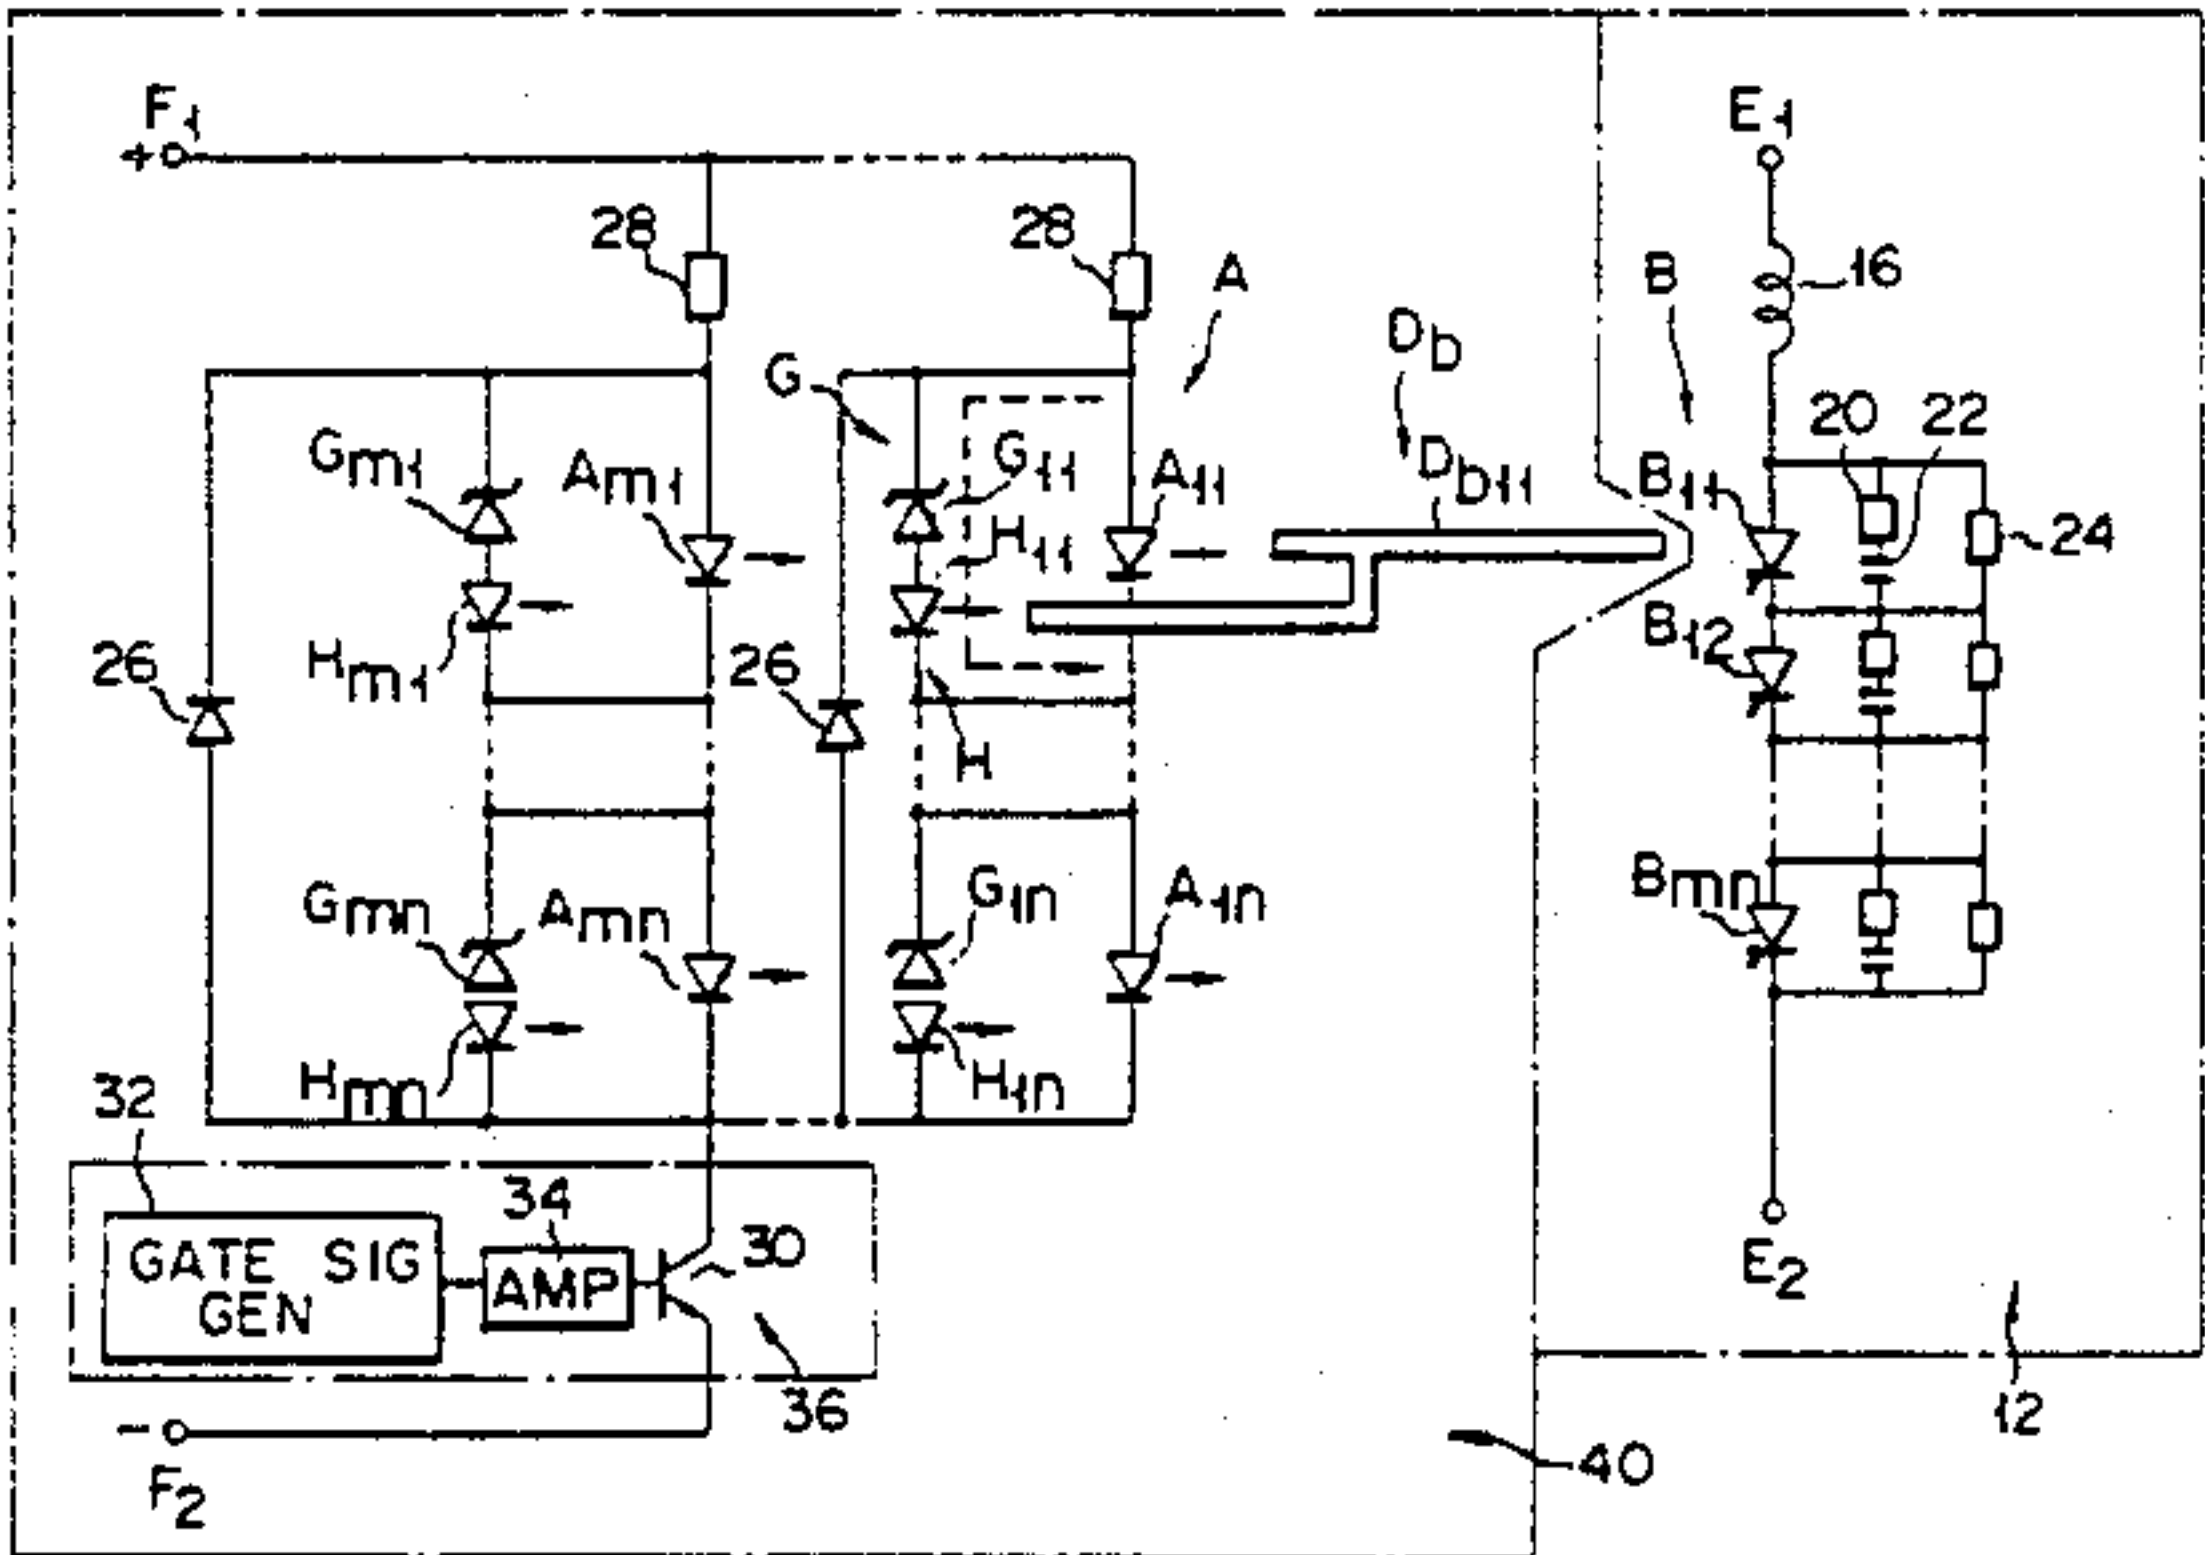 F1
E1
+
28
28
A
B
16
Db
G
20
22
Gm1
Am1
G11
A11
Db11
B11
24
H11
B12
Hm1
26
26
H
Gmn
Amn
G1n
A1n
Bmn
Hmn
H1n
32
34
30
GATE SIG
GEN
AMP
E2
36
12
-
40
F2